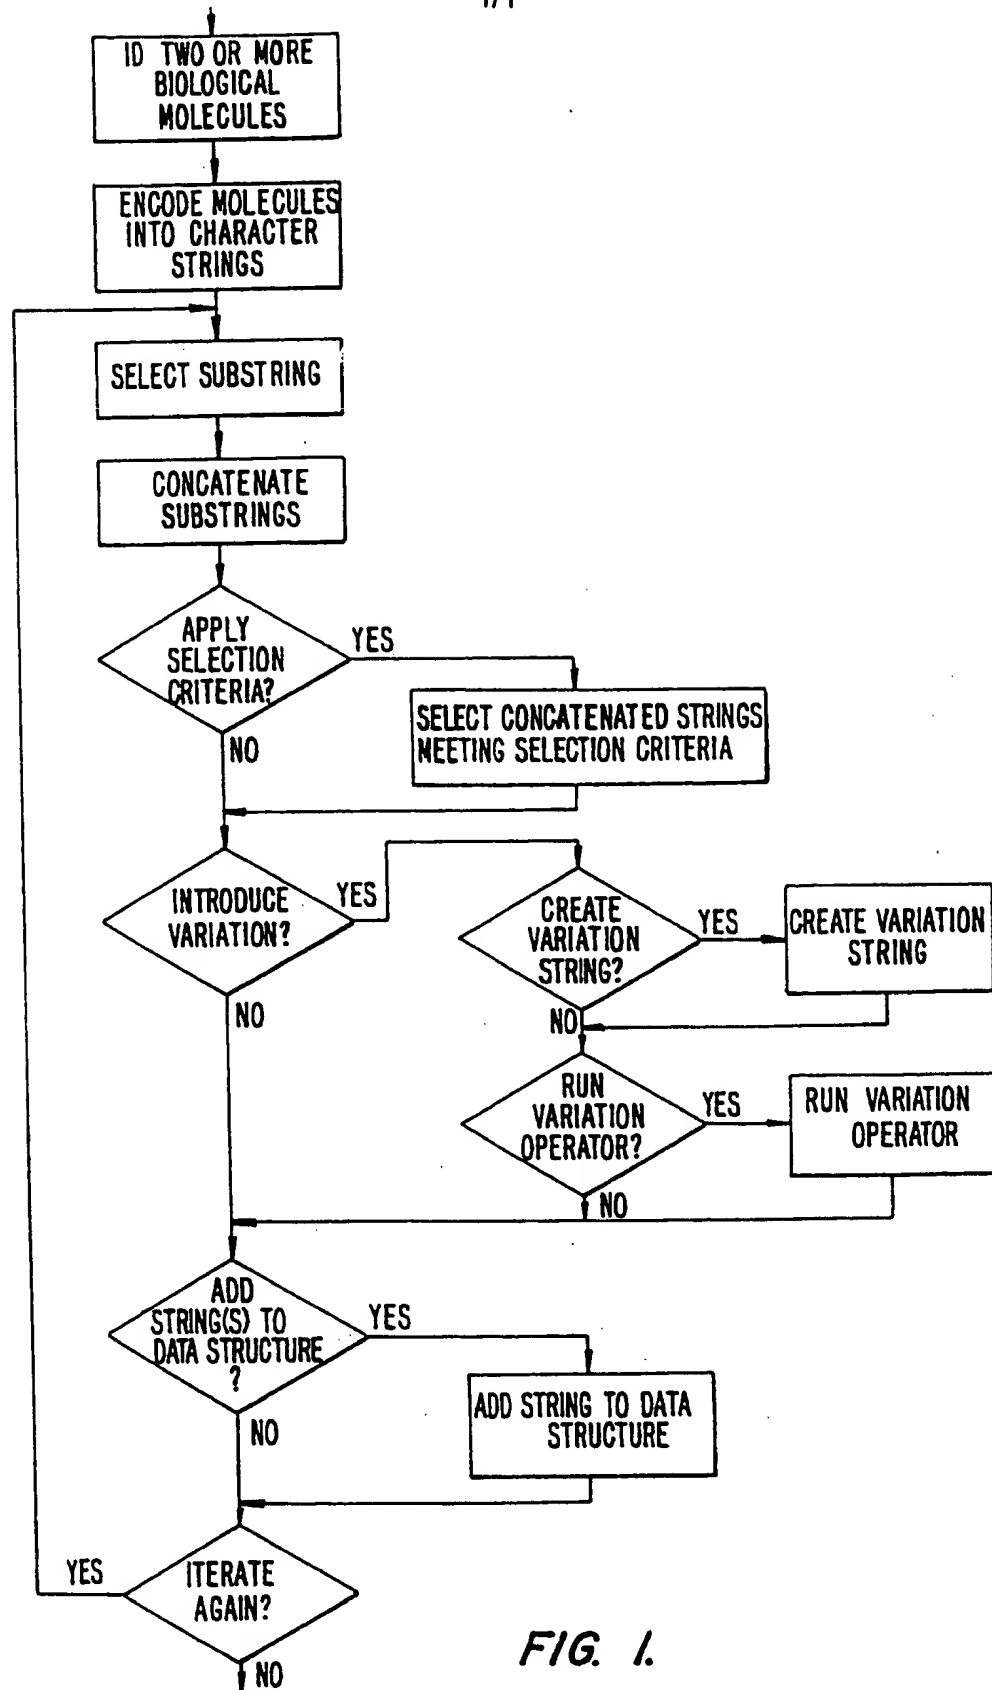 ID TWO OR MORE
BIOLOGICAL
MOLECULES
ENCODE MOLECULES
INTO CHARACTER
STRINGS
SELECT SUBSTRING
CONCATENATE
SUBSTRINGS
APPLY
SELECTION
CRITERIA?
YES
NO
SELECT CONCATENATED STRINGS
MEETING SELECTION CRITERIA
INTRODUCE
VARIATION?
YES
NO
CREATE
VARIATION
STRING?
YES
CREATE VARIATION
STRING
NO
RUN
VARIATION
OPERATOR?
YES
RUN VARIATION
OPERATOR
NO
ADD
STRING(S) TO
DATA STRUCTURE
?
YES
NO
ADD STRING TO DATA
STRUCTURE
ITERATE
AGAIN?
YES
NO
FIG. 1.